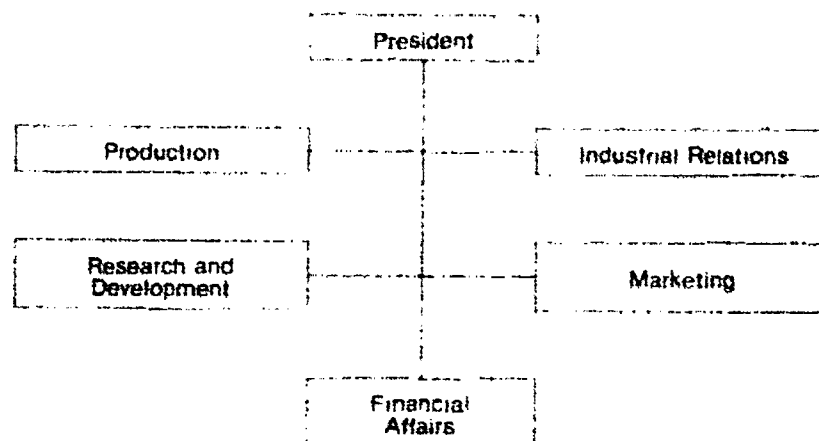 President
Production
Industrial Relations
Research and
Development
Marketing
Financial
Affairs